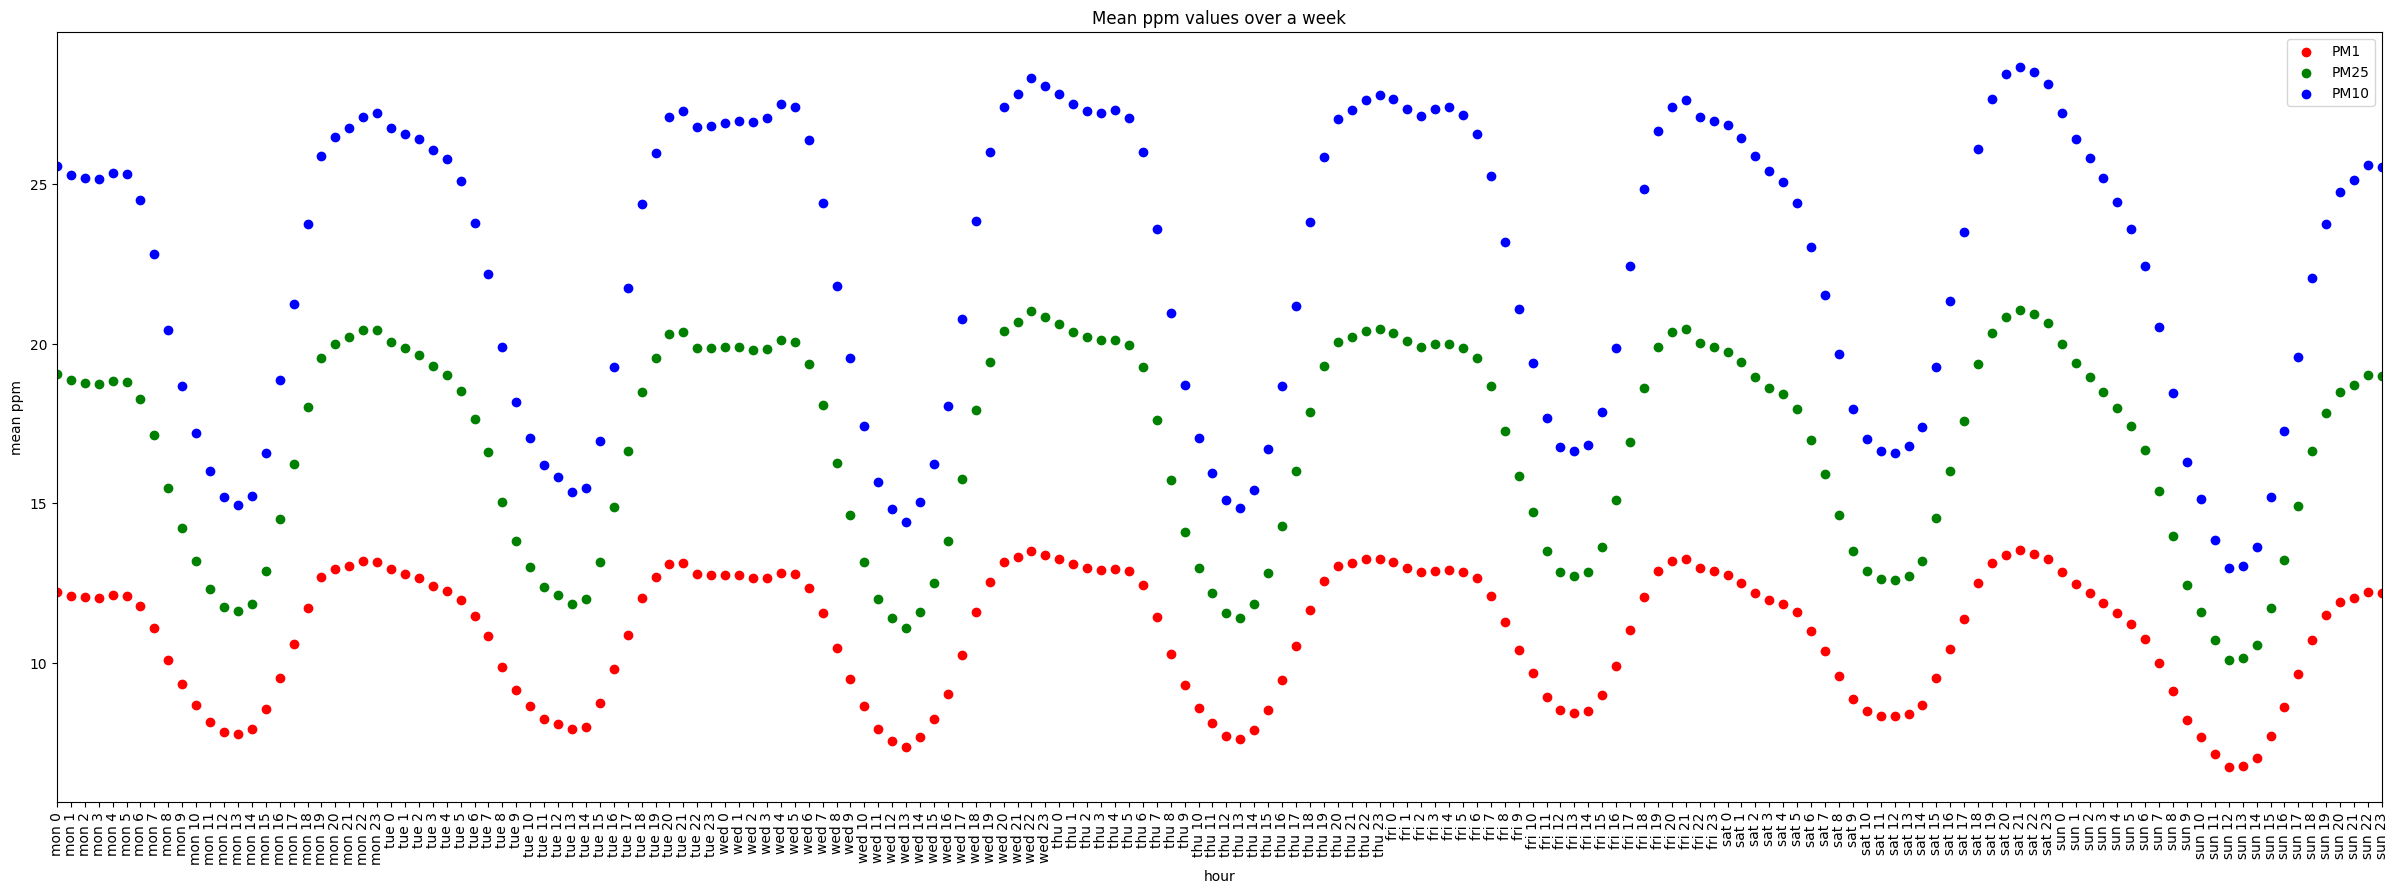 Mean ppm values over a week
PM1
PM25
PM10
mean ppm
25
20
15
10
mon 0
mon 1
mon 2
mon 3
mon 4
mon 5
mon 6
mon 7
mon 8
mon 9
mon 10
mon 11
mon 12
mon 13
mon 14
mon 15
mon 16
mon 17
mon 18
mon 19
mon 20
mon 21
mon 22
mon 23
tue 0
tue 1
tue 2
tue 3
tue 4
tue 5
tue 6
tue 7
tue 8
tue 9
tue 10
tue 11
tue 12
tue 13
tue 14
tue 15
tue 16
tue 17
tue 18
tue 19
tue 20
tue 21
tue 22
tue 23
wed 0
wed 1
wed 2
wed 3
wed 4
wed 5
wed 6
wed 7
wed 8
wed 9
wed 10
wed 11
wed 12
wed 13
wed 14
wed 15
wed 16
wed 17
wed 18
wed 19
wed 20
wed 21
wed 22
wed 23
thu 0
thu 1
thu 2
thu 3
thu 4
thu 5
thu 6
thu 7
thu 8
thu 9
thu 10
thu 11
thu 12
thu 13
thu 14
thu 15
thu 16
thu 17
thu 18
thu 19
thu 20
thu 21
thu 22
thu 23
fri 0
fri 1
fri 2
fri 3
fri 4
fri 5
fri 6
fri 7
fri 8
fri 9
fri 10
fri 11
fri 12
fri 13
fri 14
fri 15
fri 16
fri 17
fri 18
fri 19
fri 20
fri 21
fri 22
fri 23
sat 0
sat 1
sat 2
sat 3
sat 4
sat 5
sat 6
sat 7
sat 8
sat 9
sat 10
sat 11
sat 12
sat 13
sat 14
sat 15
sat 16
sat 17
sat 18
sat 19
sat 20
sat 21
sat 22
sat 23
sun 0
sun 1
sun 2
sun 3
sun 4
sun 5
sun 6
sun 7
sun 8
sun 9
sun 10
sun 11
sun 12
sun 13
sun 14
sun 15
sun 16
sun 17
sun 18
sun 19
sun 20
sun 21
sun 22
sun 23
hour